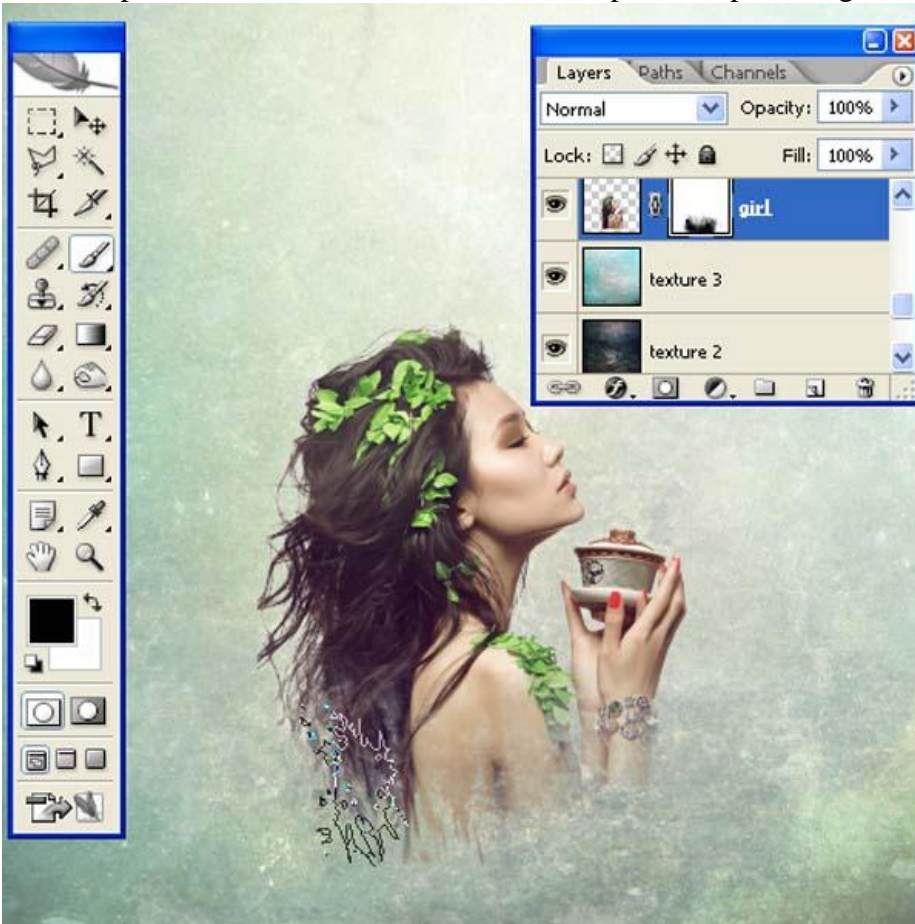 Layers Paths Channels
Normal Opacity: 100%
Lock: Fill: 100%
girl
texture 3
texture 2
T